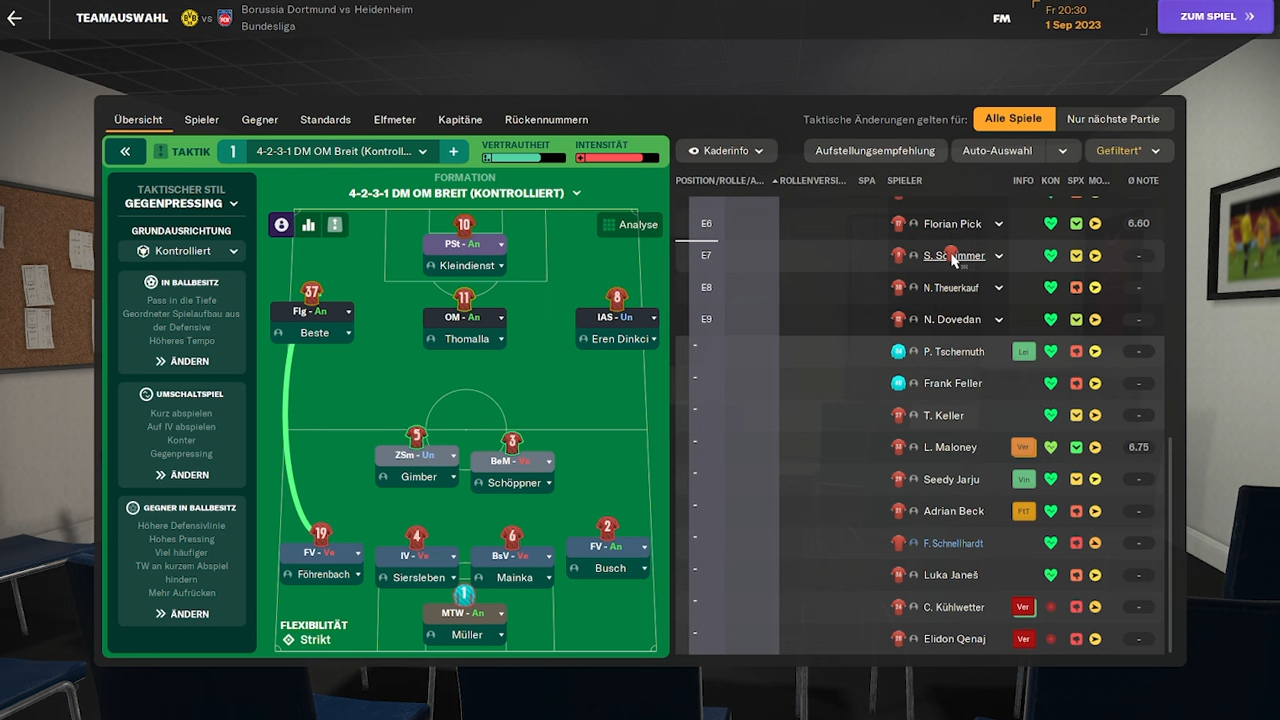 TEAMAUSWAHL
vs
Borussia Dortmund vs Heidenheim
Bundesliga
FM
Fr 20:30
1 Sep 2023
ZUM SPIEL
Übersicht
Spieler
Gegner
Standards
Elfmeter
Kapitäne
Rückennummern
Taktische Änderungen gelten für:
Alle Spiele
Nur nächste Partie
TAKTIK
1
4-2-3-1 DM OM Breit (Kontroll...
VERTRAUTHEIT
INTENSITÄT
Kaderinfo
Aufstellungsempfehlung
Auto-Auswahl
Gefiltert*
TAKTISCHER STIL
GEGENPRESSING
GRUNDAUSRICHTUNG
Kontrolliert
IN BALLBESITZ
Pass in die Tiefe
Geordneter Spielaufbau aus
der Defensive
Höheres Tempo
ÄNDERN
UMSCHALTSPIEL
Kurz abspielen
Auf IV abspielen
Konter
Gegenpressing
ÄNDERN
GEGNER IN BALLBESITZ
Höhere Defensivlinie
Hohes Pressing
Viel häufiger
TW an kurzem Abspiel
hindern
Mehr Aufrücken
ÄNDERN
FORMATION
4-2-3-1 DM OM BREIT (KONTROLLIERT)
Analyse
10
PSt - An
Kleindienst
37
Flg - An
Beste
11
OM - An
Thomalla
8
IAS - Un
Eren Dinkci
5
ZSm - Un
Gimber
3
BeM - Ve
Schöppner
19
FV - Ve
Föhrenbach
4
IV - Ve
Siersleben
6
BsV - Ve
Mainka
2
FV - An
Busch
1
MTW - An
Müller
FLEXIBILITÄT
Strikt
POSITION/ROLLE/A...
ROLLENVERSI...
SPA
SPIELER
INFO
KON
SPX
MO...
Ø NOTE
E6 Florian Pick 6.60
E7 -
E8 N. Theuerkauf -
E9 N. Dovedan -
- P. Tschernuth Lei -
- Frank Feller -
- T. Keller -
- L. Maloney Ver 6.75
- Seedy Jarju Vin -
- Adrian Beck FtT -
- F. Schnellhardt -
- Luka Janeš -
- C. Kühlwetter Ver -
- Elidon Qenaj Ver -